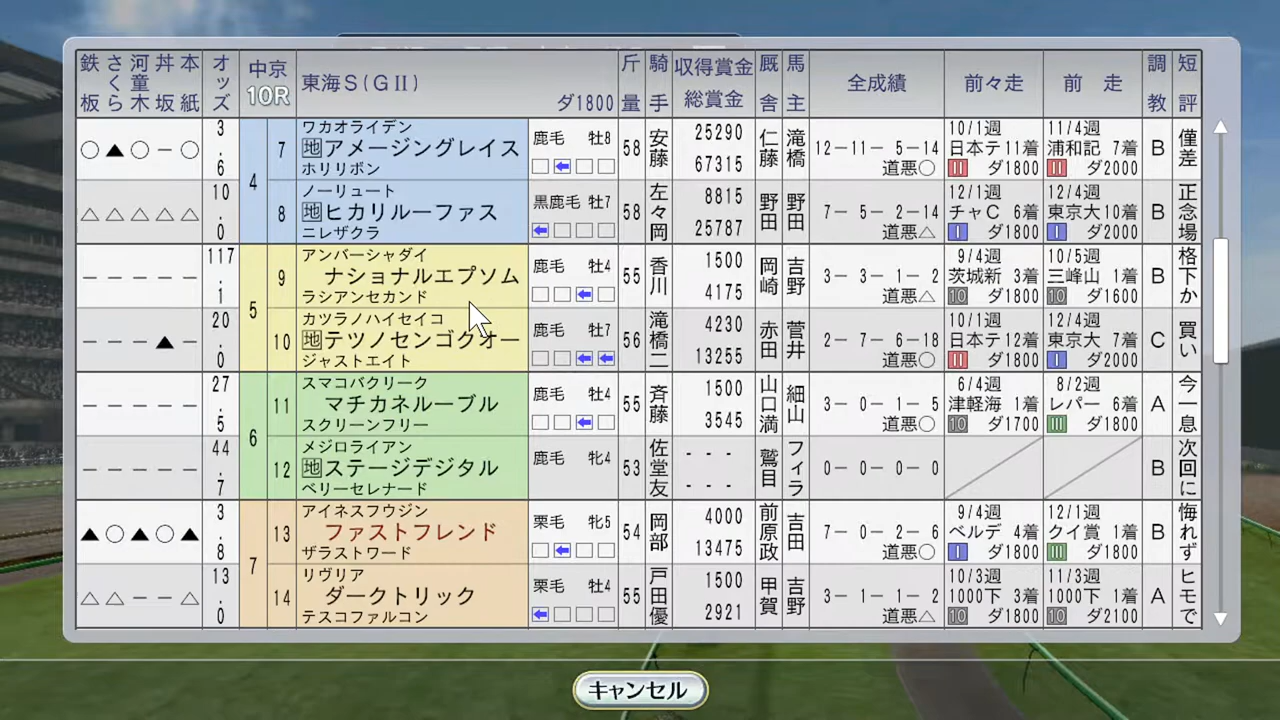 鉄板 さくら 河童木 丼坂 本紙 オッズ 中京 10R 東海S(GⅡ) ダ1800 斤量 騎手 収得賞金 総賞金 厩舎 馬主 全成績 前々走 前走 調教 短評
○ ▲ ○ － ○ 3.6 4 7 ワカオライデン 鹿毛 牡8 58 安藤 25290 仁藤 滝橋 12－11－5－14 10/1週 11/4週 B 僅差
地アメージングレイス 67315 日本テ 11着 浦和記 7着
ホリリボン 道悪○ Ⅱ ダ1800 Ⅱ ダ2000
△ △ △ △ △ 10.0 8 ノーリュート 黒鹿毛 牡7 58 左々岡 8815 野田 野田 7－5－2－14 12/1週 12/4週 B 正念場
地ヒカリルーファス 25787 チャC 6着 東京大 10着
ニレザクラ 道悪△ Ⅰ ダ1800 Ⅰ ダ2000
－ － － － － 117.1 5 9 アンバーシャダイ 鹿毛 牡4 55 香川 1500 岡崎 吉野 3－3－1－2 9/4週 10/5週 B 格下か
ナショナルエプソム 4175 茨城新 3着 三峰山 1着
ラシアンセカンド 道悪△ 10 ダ1800 10 ダ1600
－ － － ▲ － 20.0 10 カツラノハイセイコ 鹿毛 牡7 56 滝橋二 4230 赤田 菅井 2－7－6－18 10/1週 12/4週 C 買い
地テツノセンゴクオー 13255 日本テ 12着 東京大 7着
ジャストエイト 道悪○ Ⅱ ダ1800 Ⅰ ダ2000
－ － － － － 27.5 6 11 スマコバクリーク 鹿毛 牡4 55 斉藤 1500 山口満 細山 3－0－1－5 6/4週 8/2週 A 今一息
マチカネルーブル 3545 津軽海 1着 レパー 6着
スクリーンフリー 道悪○ 10 ダ1700 Ⅲ ダ1800
－ － － － － 44.7 12 メジロライアン 鹿毛 牝4 53 佐堂友 - - - 鷲目 フィラ 0－0－0－0 B 次回に
地ステージデジタル - - -
ベリーセレナード
▲ ○ ▲ ○ ▲ 3.8 7 13 アイネスフウジン 栗毛 牝5 54 岡部 4000 前原政 吉田 7－0－2－6 9/4週 12/1週 B 悔れず
ファストフレンド 13475 ベルデ 4着 クイ賞 1着
ザラストワード 道悪○ Ⅰ ダ1800 Ⅲ ダ1800
△ △ － － △ 13.0 14 リヴリア 栗毛 牡4 55 戸田優 1500 甲賀 吉野 3－1－1－2 10/3週 11/3週 A ヒモで
ダークトリック 2921 1000下 3着 1000下 1着
テスコファルコン 道悪△ 10 ダ1800 10 ダ2100
キャンセル